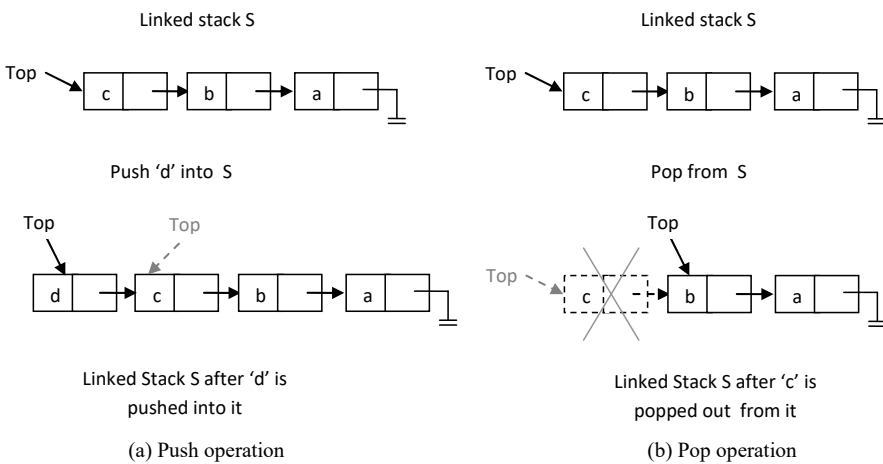 Linked stack S
Top
c b a
Push ‘d’ into S
Top Top
d c b a
Linked Stack S after ‘d’ is
pushed into it
(a) Push operation
Linked stack S
Top
c b a
Pop from S
Top
Top
c b a
Linked Stack S after ‘c’ is
popped out from it
(b) Pop operation